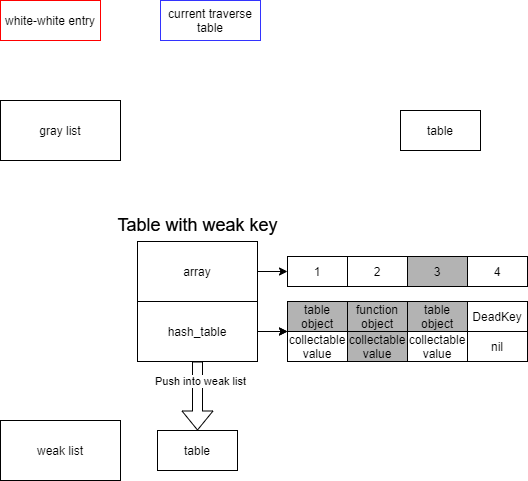 white-white entry
current traverse
table
gray list
table
Table with weak key
array
1 2 3 4
hash_table
table
object
function
object
table
object
DeadKey
collectable
value
collectable
value
collectable
value
nil
Push into weak list
weak list
table